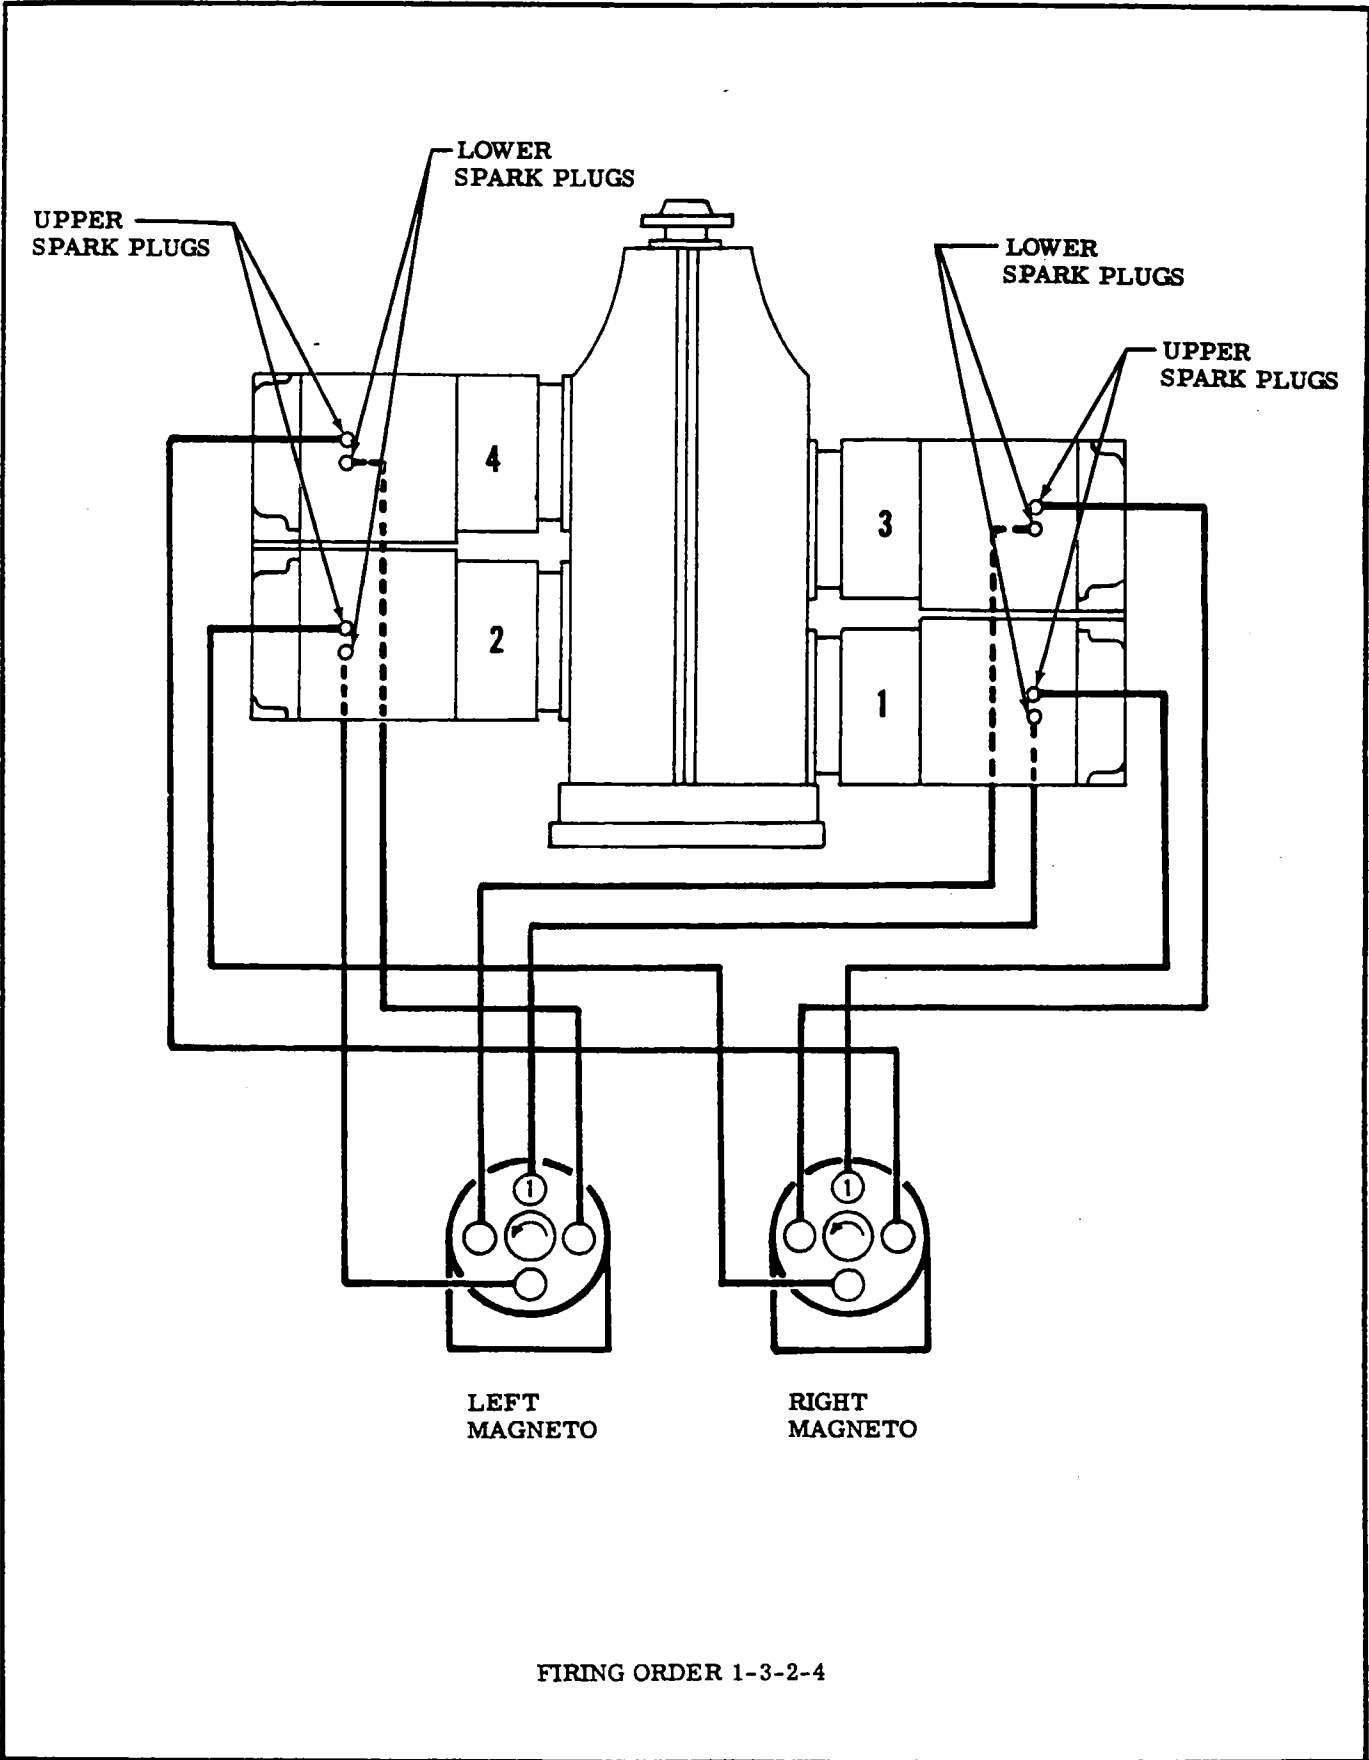 LOWER
SPARK PLUGS
UPPER
SPARK PLUGS
LOWER
SPARK PLUGS
UPPER
SPARK PLUGS
4
3
2
1
1
1
LEFT
MAGNETO
RIGHT
MAGNETO
FIRING ORDER 1-3-2-4